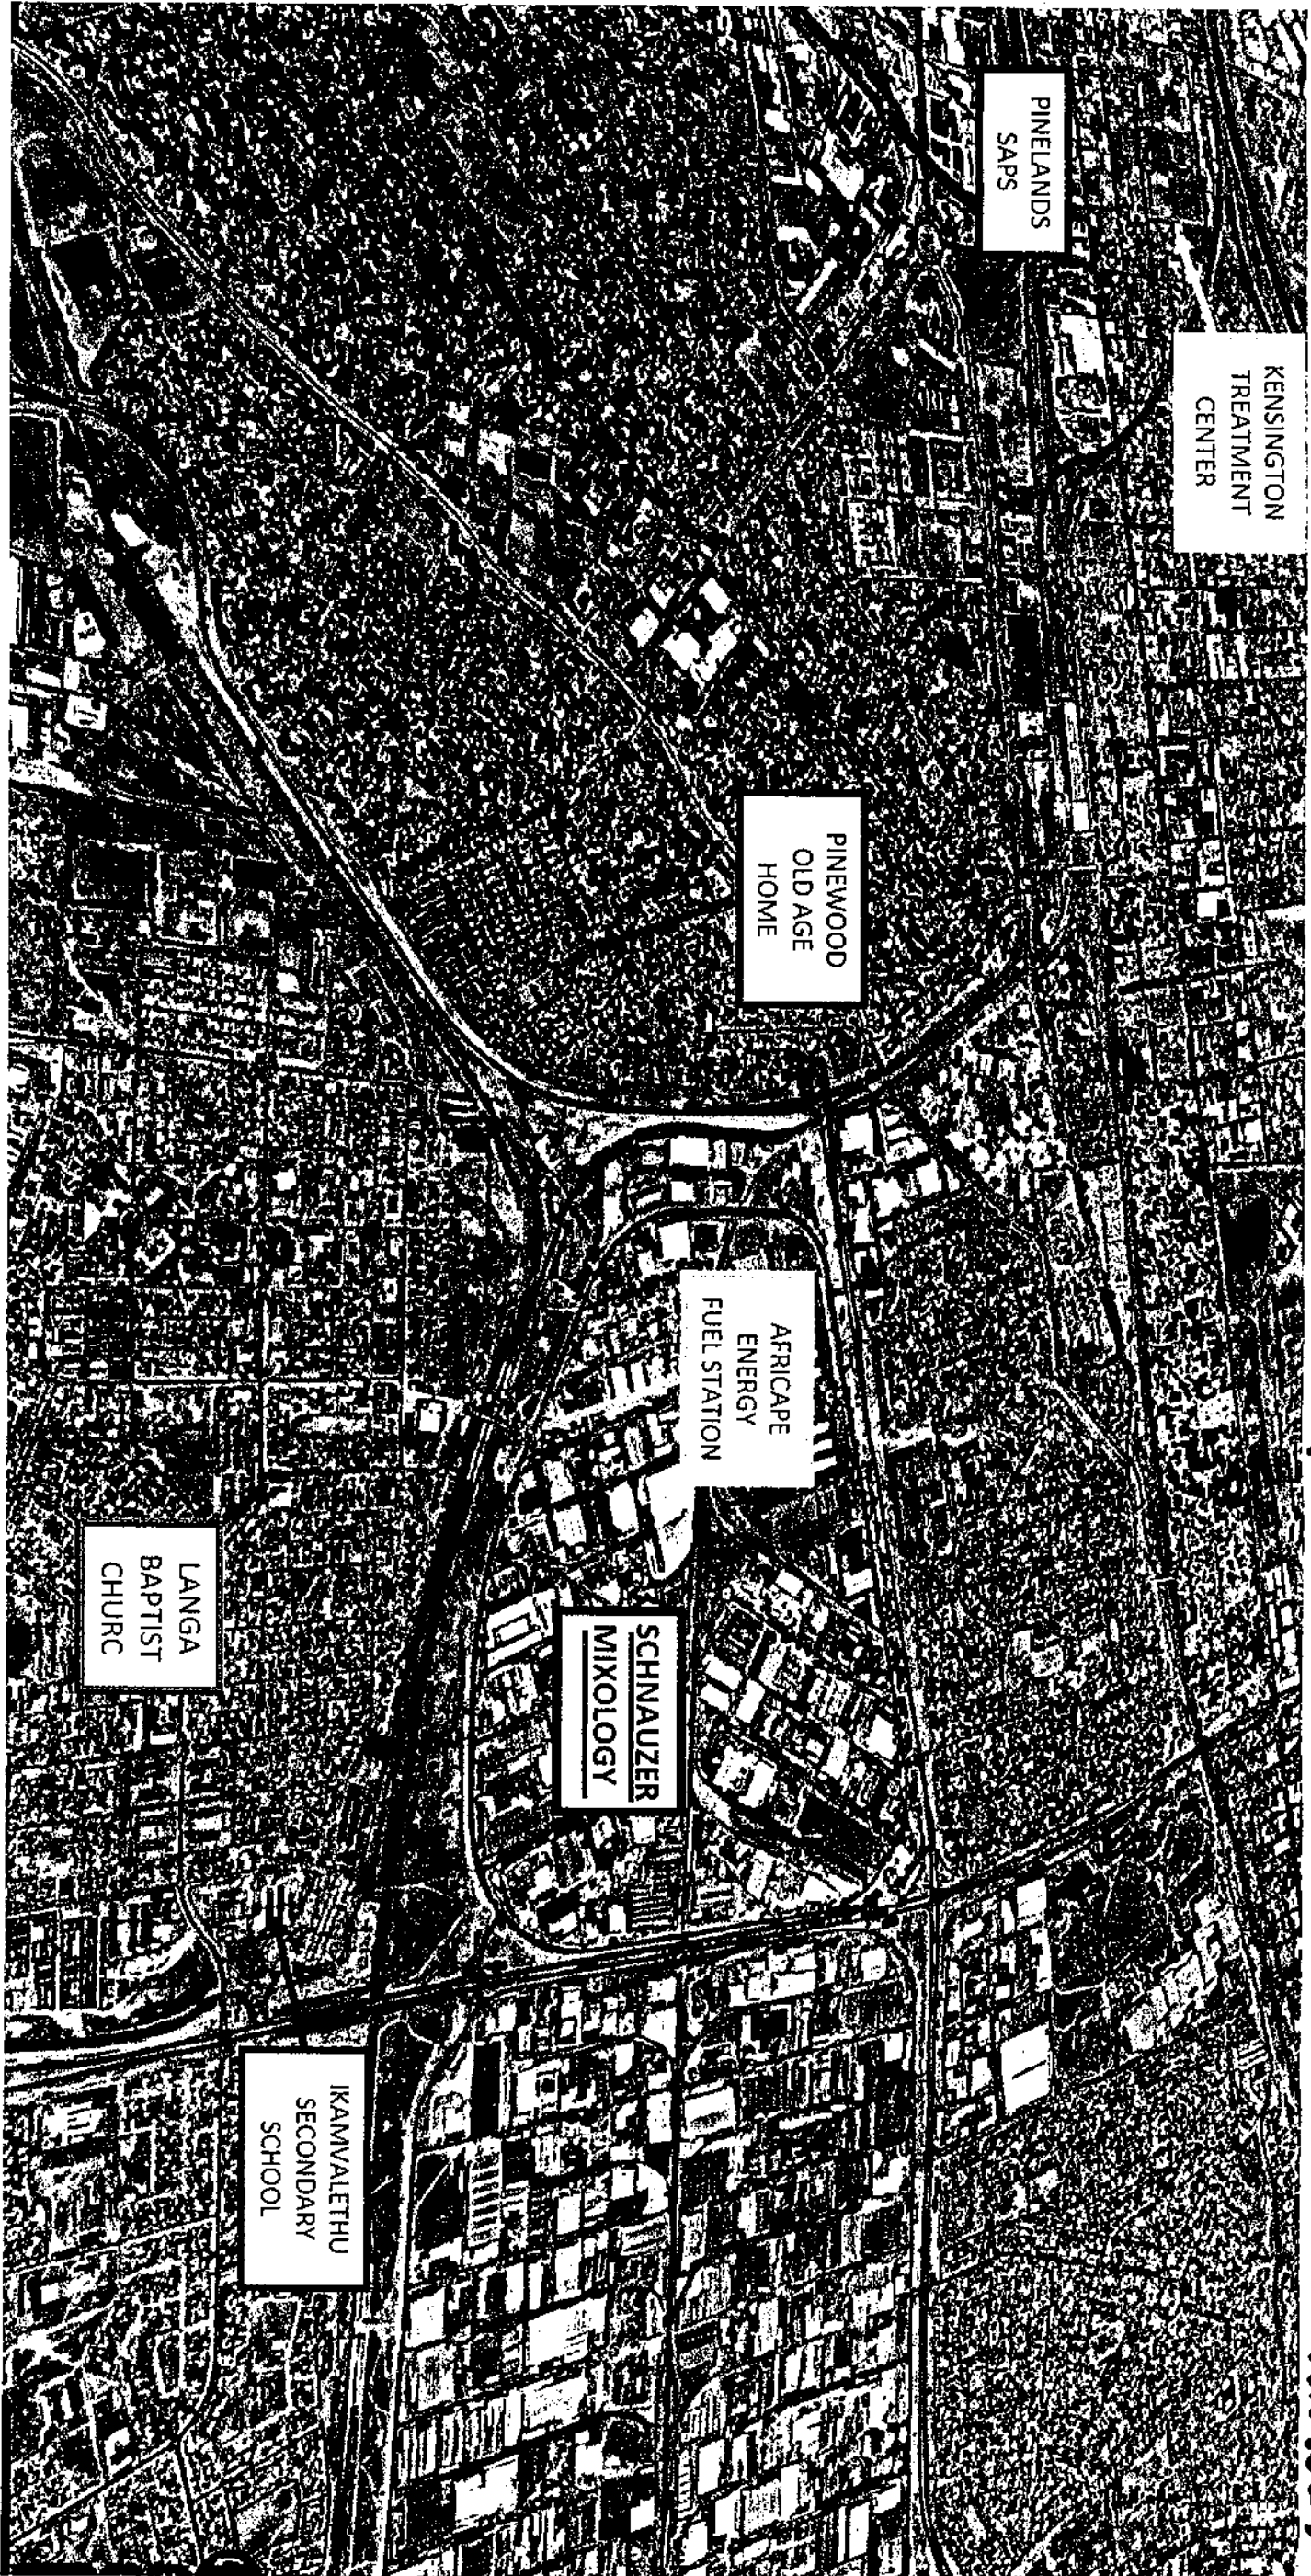 KENSINGTON
TREATMENT
CENTER
PINELANDS
SAPS
PINEWOOD
OLD AGE
HOME
AFRICAPE
ENERGY
FUEL STATION
SCHNAUZER
MIXOLOGY
LANGA
BAPTIST
CHURC
IKAMVALETHU
SECONDARY
SCHOOL